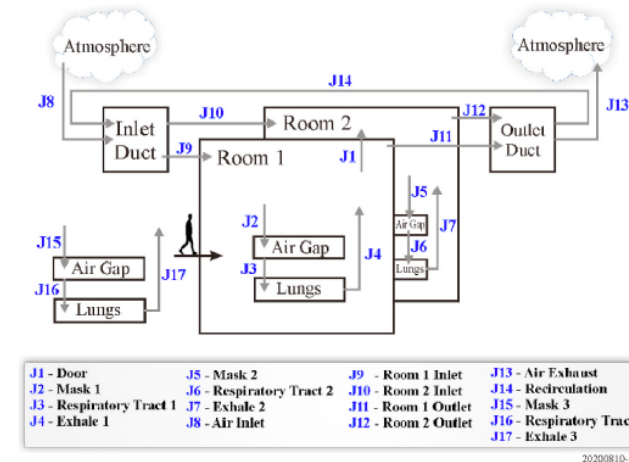 Atmosphere
Atmosphere
J14
J8
J13
J10
J12
Inlet
Duct
Room 2
Outlet
Duct
J9
Room 1
J1
J11
J5
J2
J7
Air Gap
J15
Air Gap
J4
J6
J3
Air Gap
J17
Lungs
J16
Lungs
Lungs
J1 - Door
J2 - Mask 1
J3 - Respiratory Tract 1
J4 - Exhale 1
J5 - Mask 2
J6 - Respiratory Tract 2
J7 - Exhale 2
J8 - Air Inlet
J9 - Room 1 Inlet
J10 - Room 2 Inlet
J11 - Room 1 Outlet
J12 - Room 2 Outlet
J13 - Air Exhaust
J14 - Recirculation
J15 - Mask 3
J16 - Respiratory Trac
J17 - Exhale 3
20200810-